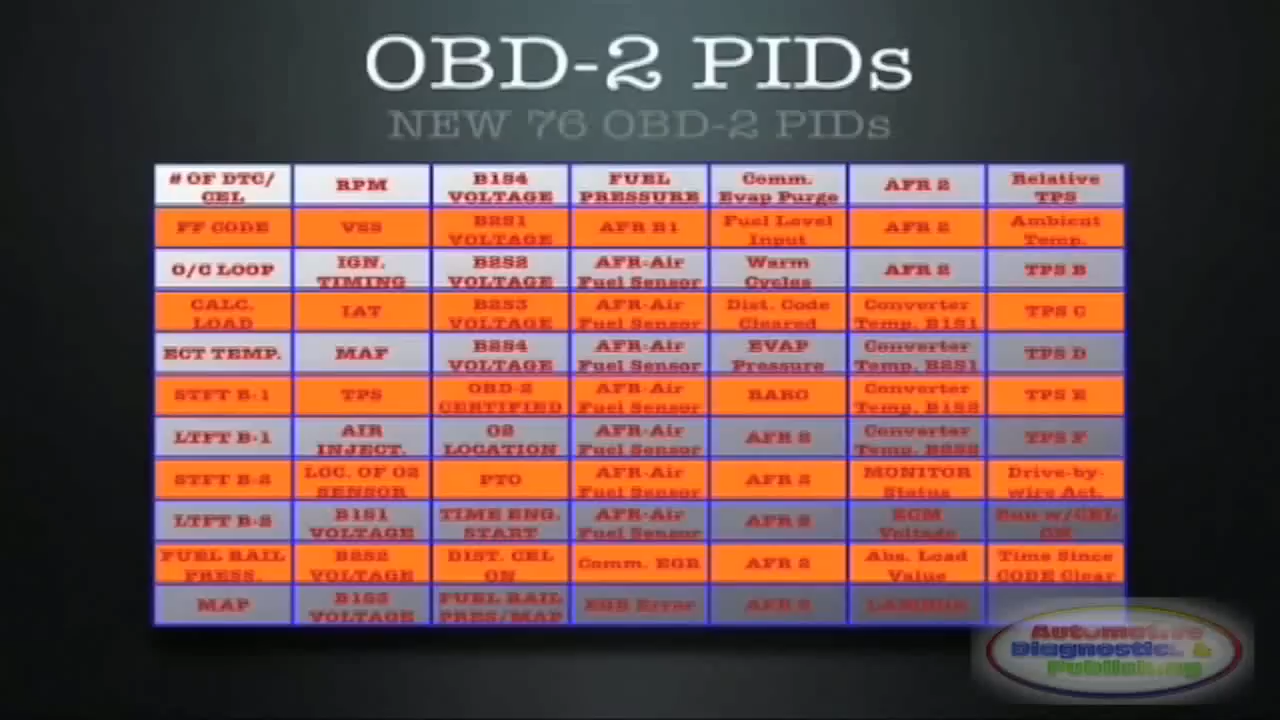 OBD-2 PIDs
NEW 76 OBD-2 PIDs
# OF DTC/ CEL
RPM
B1S4 VOLTAGE
FUEL PRESSURE
Comm. Evap Purge
AFR 2
Relative TPS
FF CODE
VSS
B2S1 VOLTAGE
AFR B1
Fuel Level Input
AFR 2
Ambient Temp.
O/C LOOP
IGN. TIMING
B2S2 VOLTAGE
AFR-Air Fuel Sensor
Warm Cycles
AFR 2
TPS B
CALC. LOAD
IAT
B2S3 VOLTAGE
AFR-Air Fuel Sensor
Dist. Code Cleared
Converter Temp. B1S1
TPS C
ECT TEMP.
MAF
B2S4 VOLTAGE
AFR-Air Fuel Sensor
EVAP Pressure
Converter Temp. B2S1
TPS D
STFT B-1
TPS
OBD-2 CERTIFIED
AFR-Air Fuel Sensor
BARO
Converter Temp. B1S2
TPS E
LTFT B-1
AIR INJECT.
O2 LOCATION
AFR-Air Fuel Sensor
AFR 2
Converter Temp. B2S2
TPS F
STFT B-2
LOC. OF O2 SENSOR
PTO
AFR-Air Fuel Sensor
AFR 2
MONITOR Status
Drive-by-wire Act.
LTFT B-2
B1S1 VOLTAGE
TIME ENG. START
AFR-Air Fuel Sensor
AFR 2
ECM Voltage
Run w/CEL ON
FUEL RAIL PRESS.
B2S2 VOLTAGE
DIST. CEL ON
Comm. EGR
AFR 2
Abs. Load Value
Time Since CODE Clear
MAP
VOLTAGE
FUEL RAIL PRES/MAP
EGR Error
AFR 2
LAMBDA
Automotive
Diagnostics &
Publishing